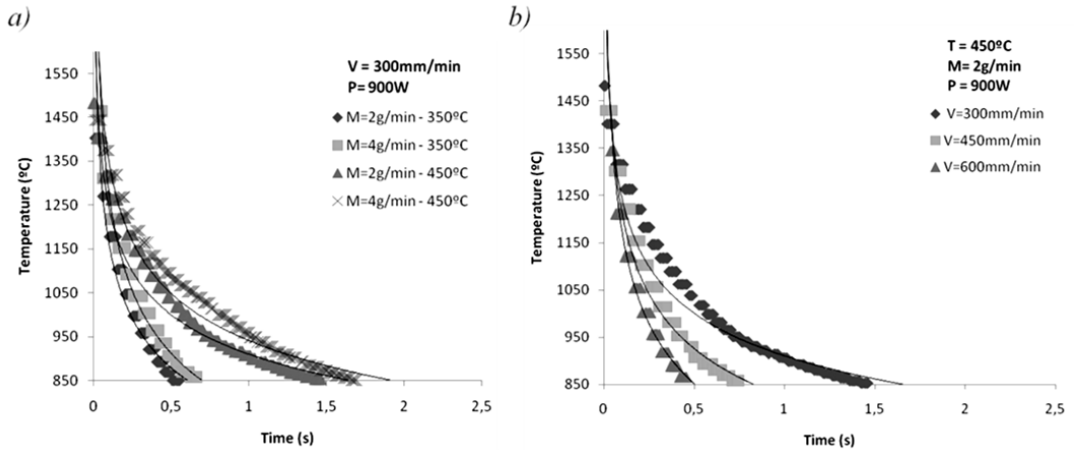 a)
V = 300mm/min
P= 900W
M=2g/min - 350ºC
M=4g/min - 350ºC
M=2g/min - 450ºC
M=4g/min - 450ºC
Temperature (ºC)
1550
1450
1350
1250
1150
1050
950
850
0
0,5
1
1,5
2
2,5
Time (s)
b)
T = 450ºC
M= 2g/min
P = 900W
V=300mm/min
V=450mm/min
V=600mm/min
Temperature (ºC)
1550
1450
1350
1250
1150
1050
950
850
0
0,5
1
1,5
2
2,5
Time (s)